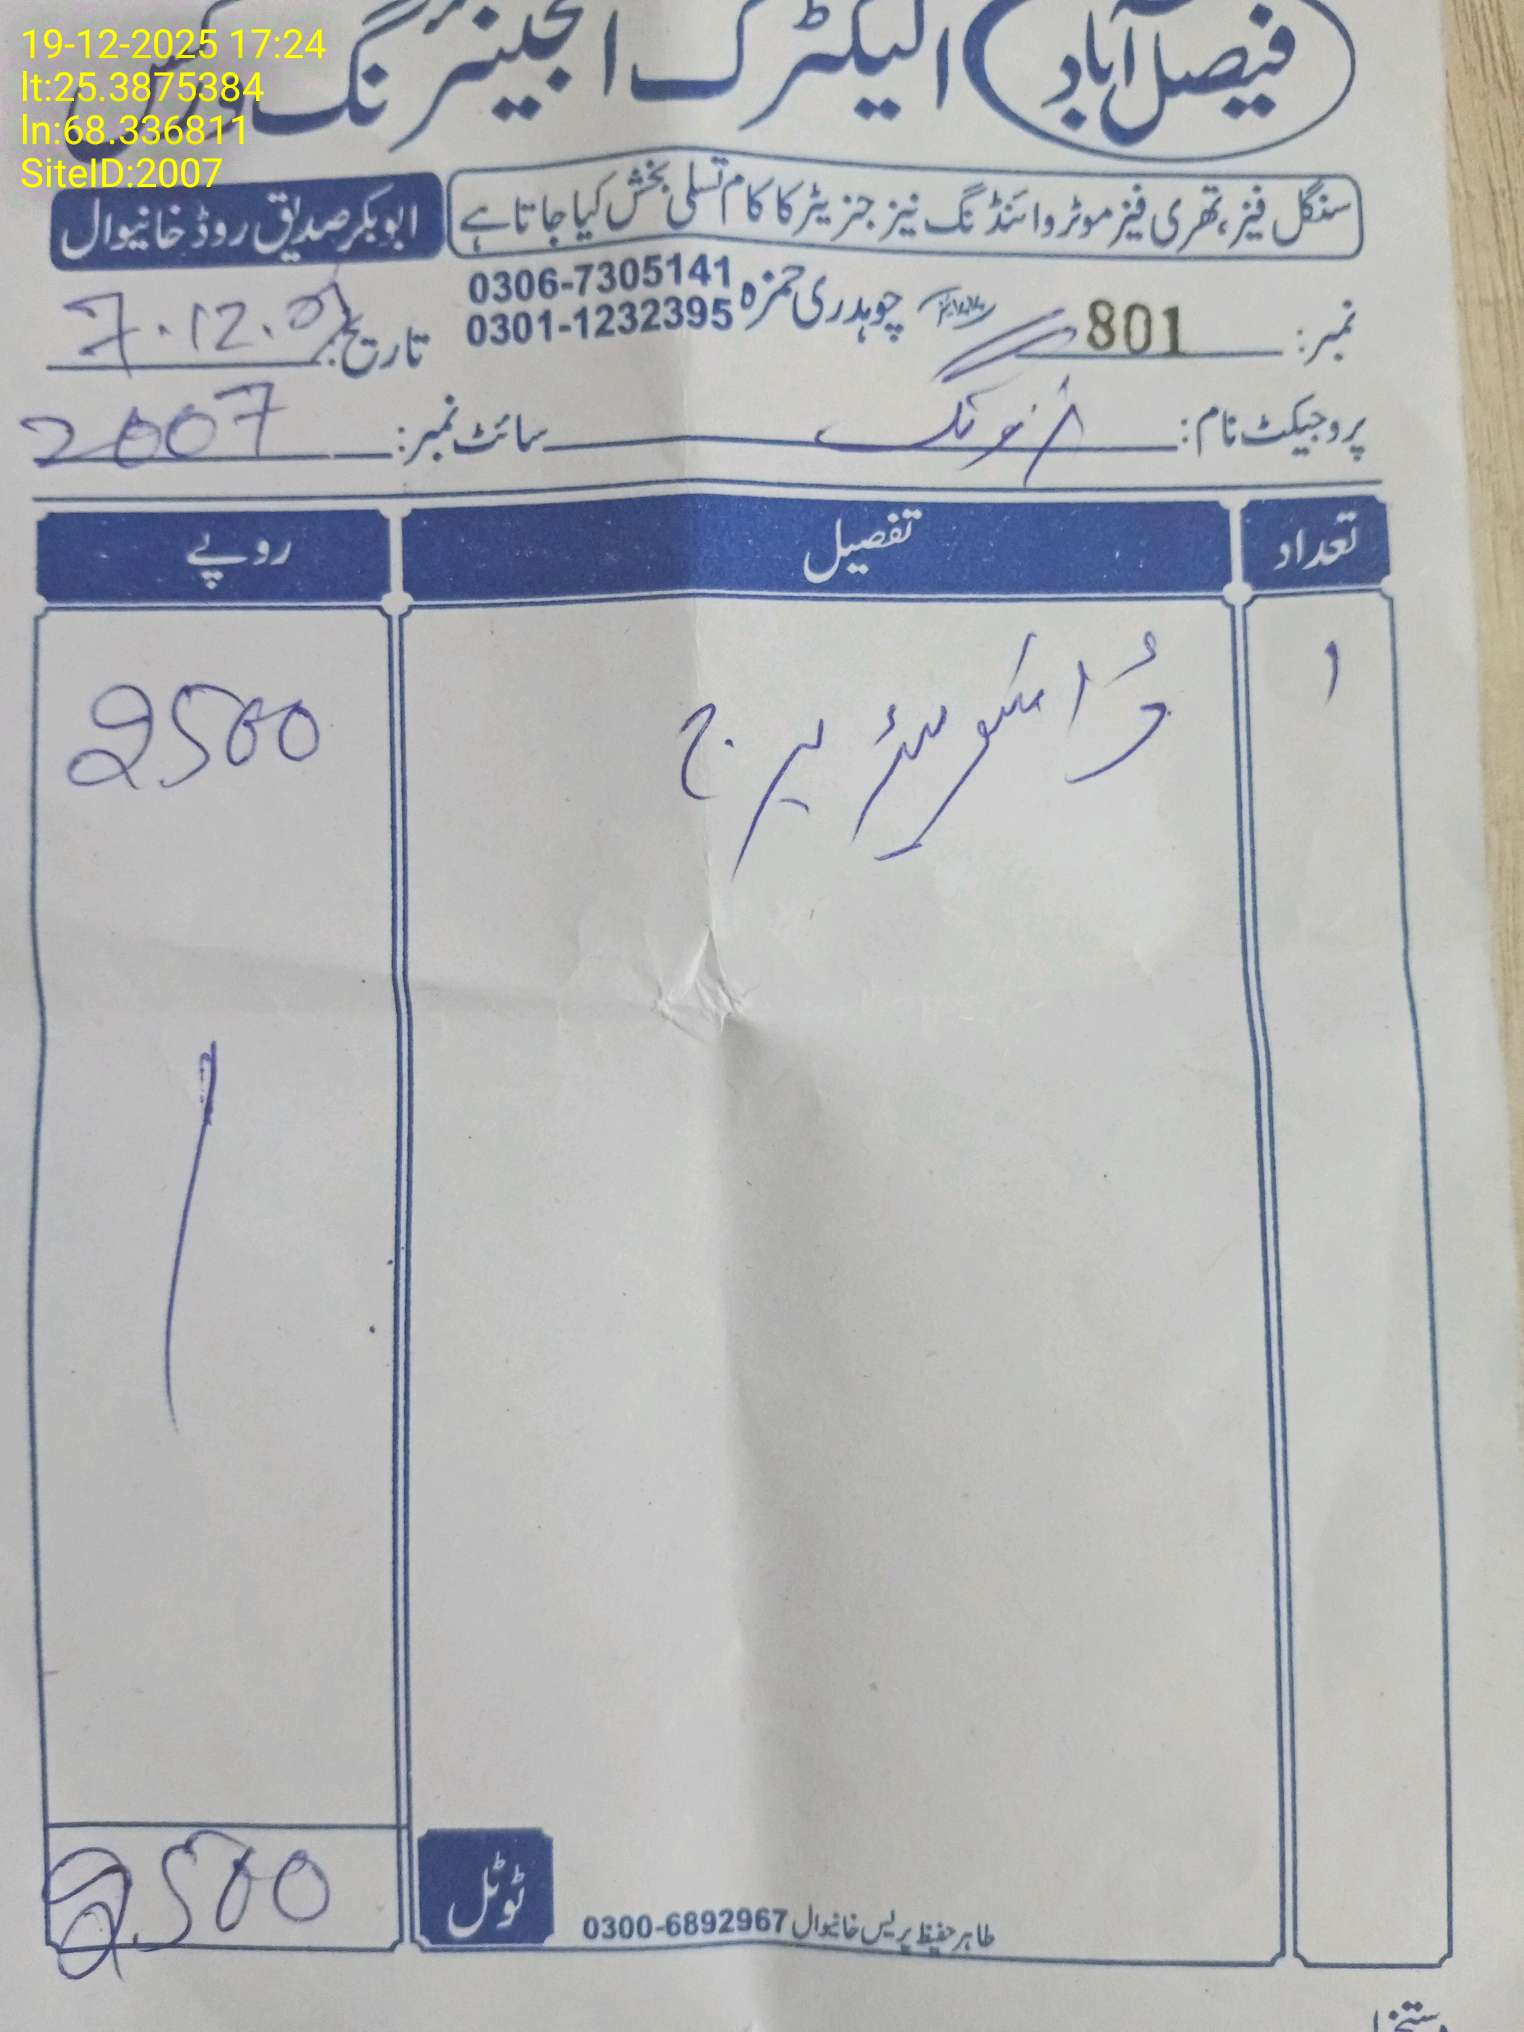 19-12-2025 17:24
lt:25.3875384
ln:68.336811
SiteID:2007
فیصل آباد الیکٹرک انجینئرنگ ورکس
سنگل فیز، تھری فیز موٹر وائنڈنگ نیز جنریٹر کا کام تسلی بخش کیا جاتا ہے
ابوبکر صدیق روڈ خانیوال
نمبر: 801
چوہدری حمزہ 0306-7305141
0301-1232395
تاریخ: 7.12.
پروجیکٹ نام:
سائٹ نمبر: 2007
تعداد تفصیل روپے
1 2500
ٹوٹل 2500
طاہر حفیظ پریس خانیوال 0300-6892967